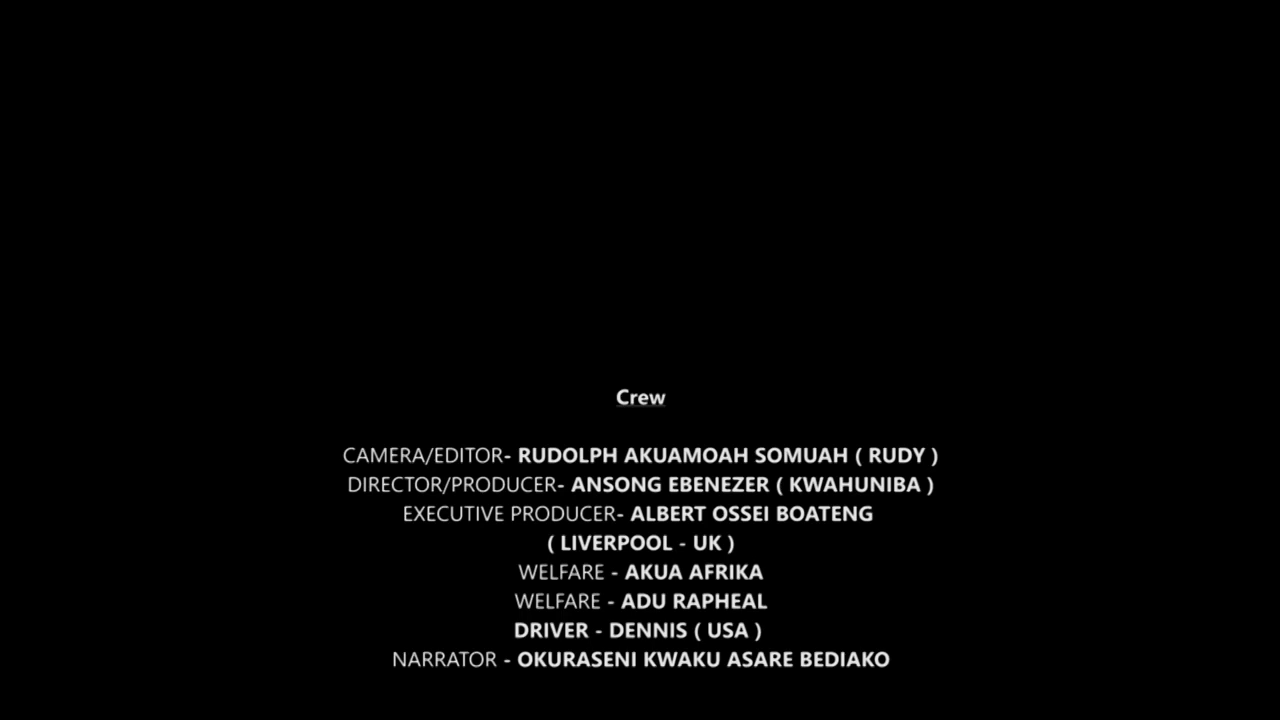 Crew
CAMERA/EDITOR- RUDOLPH AKUAMOAH SOMUAH ( RUDY )
DIRECTOR/PRODUCER- ANSONG EBENEZER ( KWAHUNIBA )
EXECUTIVE PRODUCER- ALBERT OSSEI BOATENG
( LIVERPOOL - UK )
WELFARE - AKUA AFRIKA
WELFARE - ADU RAPHEAL
DRIVER - DENNIS ( USA )
NARRATOR - OKURASENI KWAKU ASARE BEDIAKO